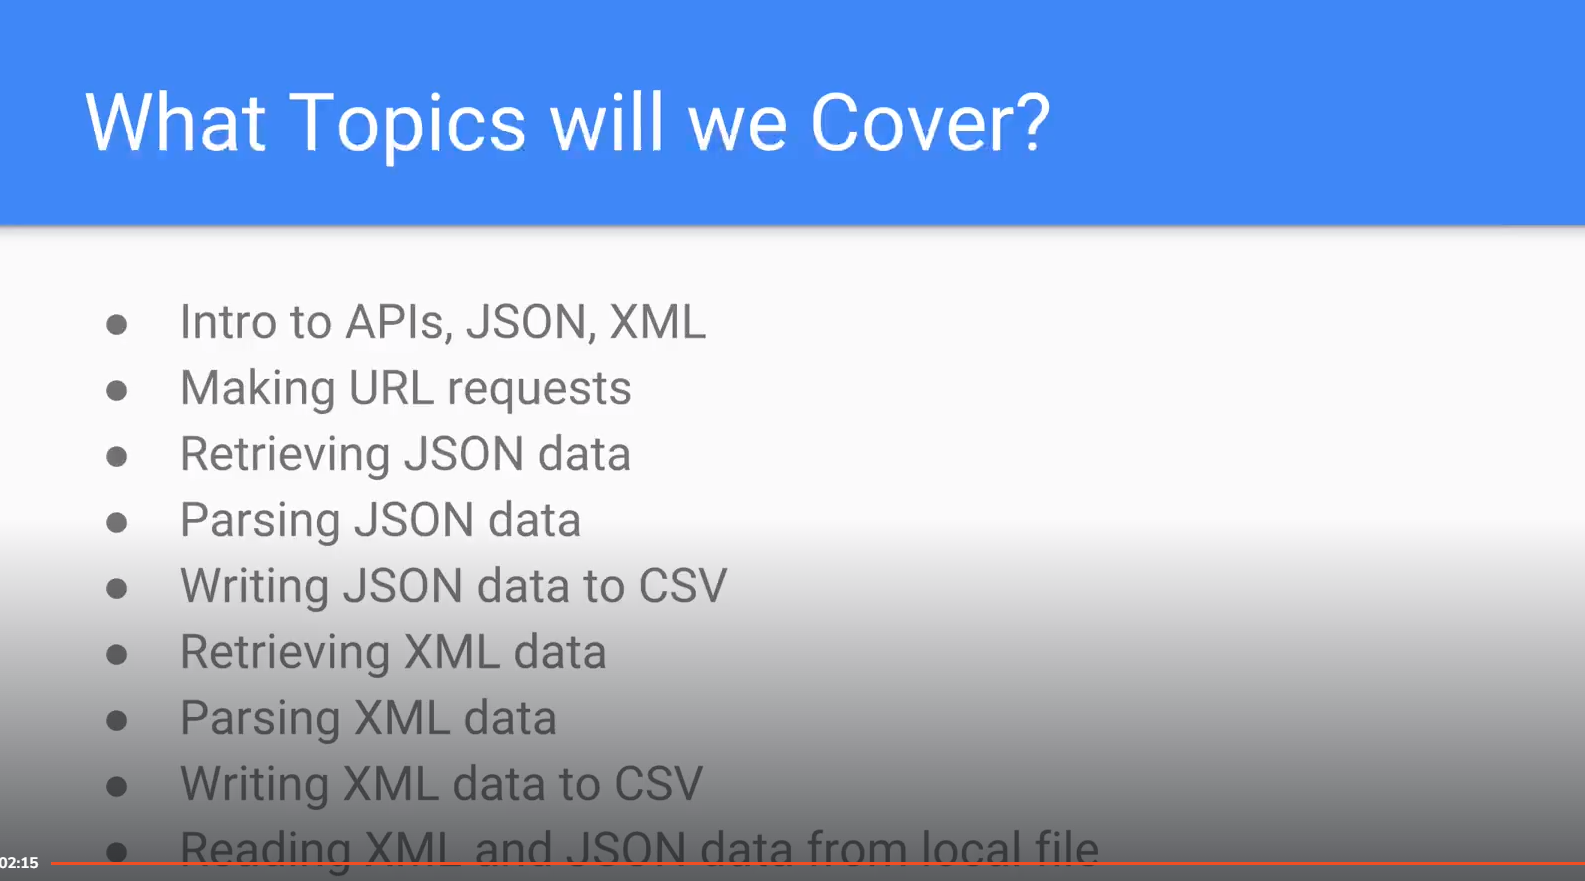 What Topics will we Cover?
● Intro to APIs, JSON, XML
● Making URL requests
● Retrieving JSON data
● Parsing JSON data
● Writing JSON data to CSV
● Retrieving XML data
● Parsing XML data
● Writing XML data to CSV
● Reading XML and JSON data from local file
02:15